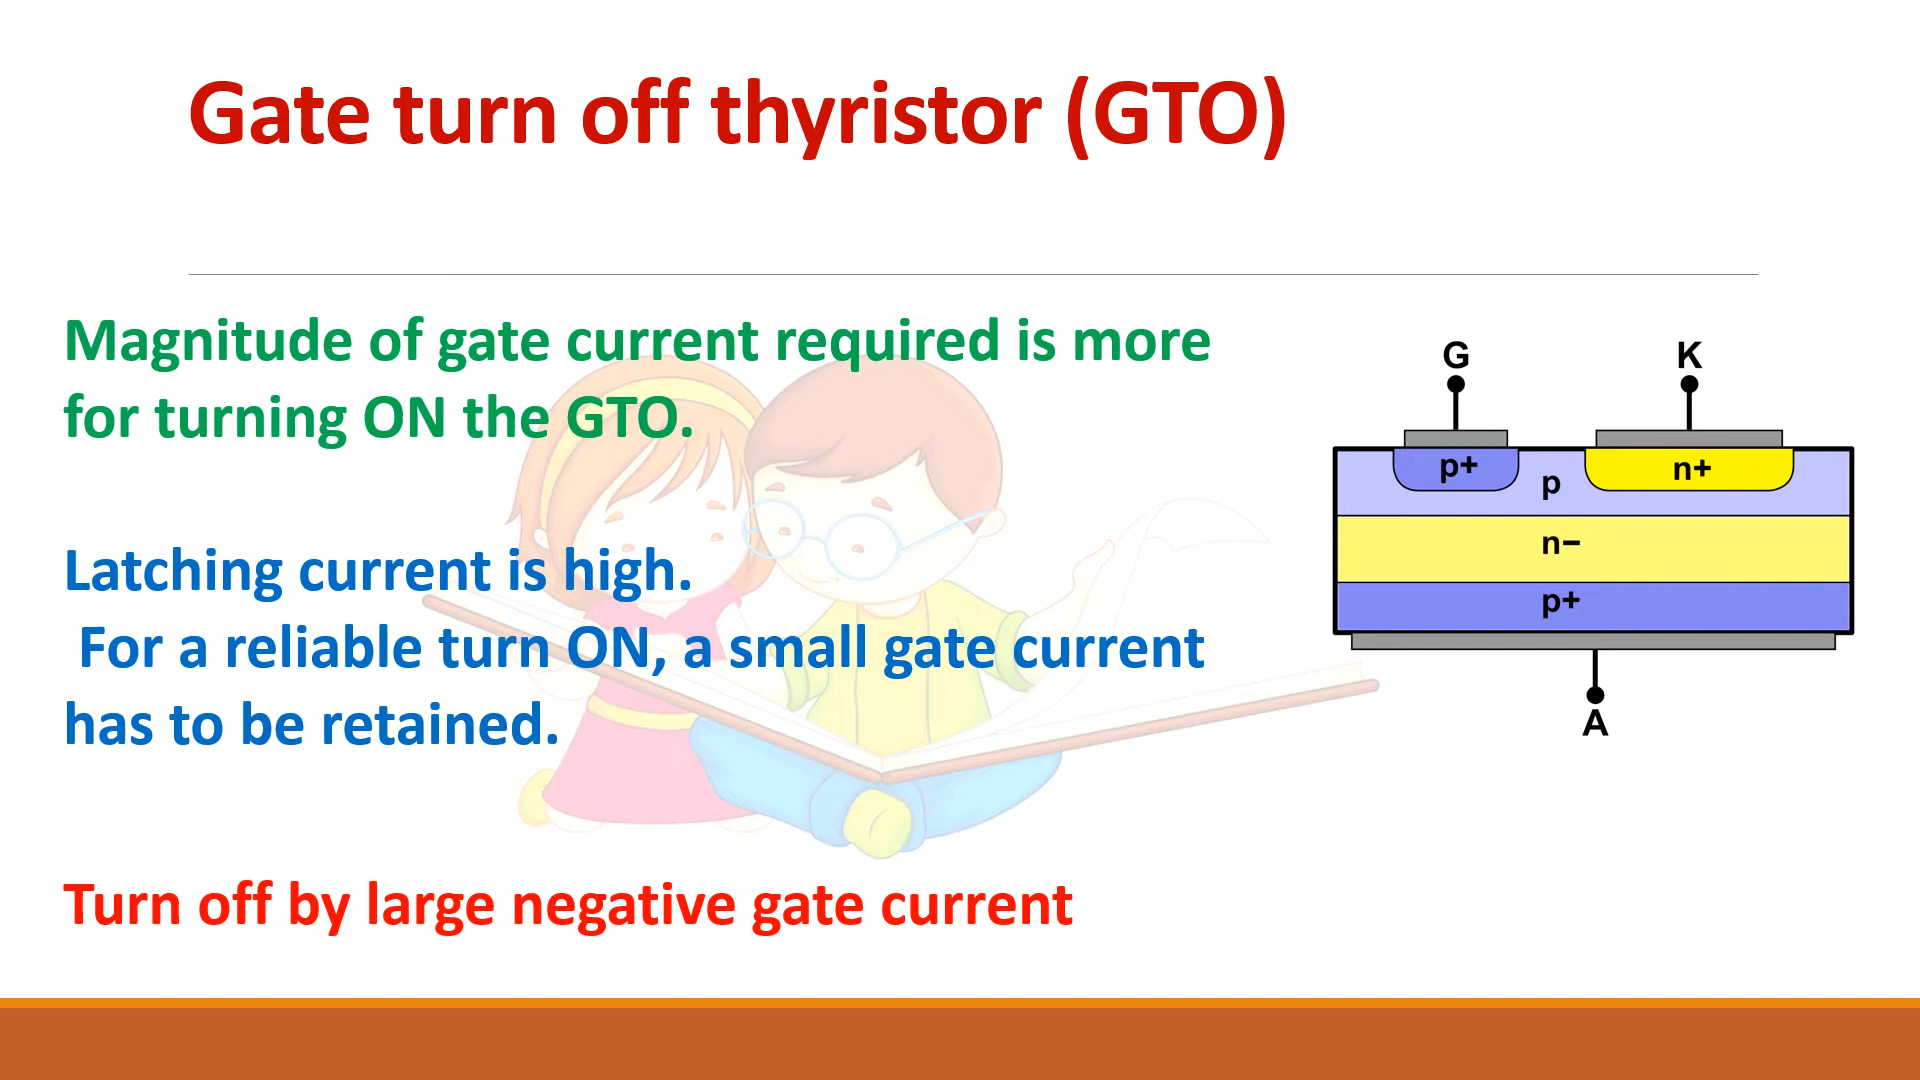 Gate turn off thyristor (GTO)
Magnitude of gate current required is more
for turning ON the GTO.
Latching current is high.
For a reliable turn ON, a small gate current
has to be retained.
Turn off by large negative gate current
G
K
p+
n+
p
n−
p+
A